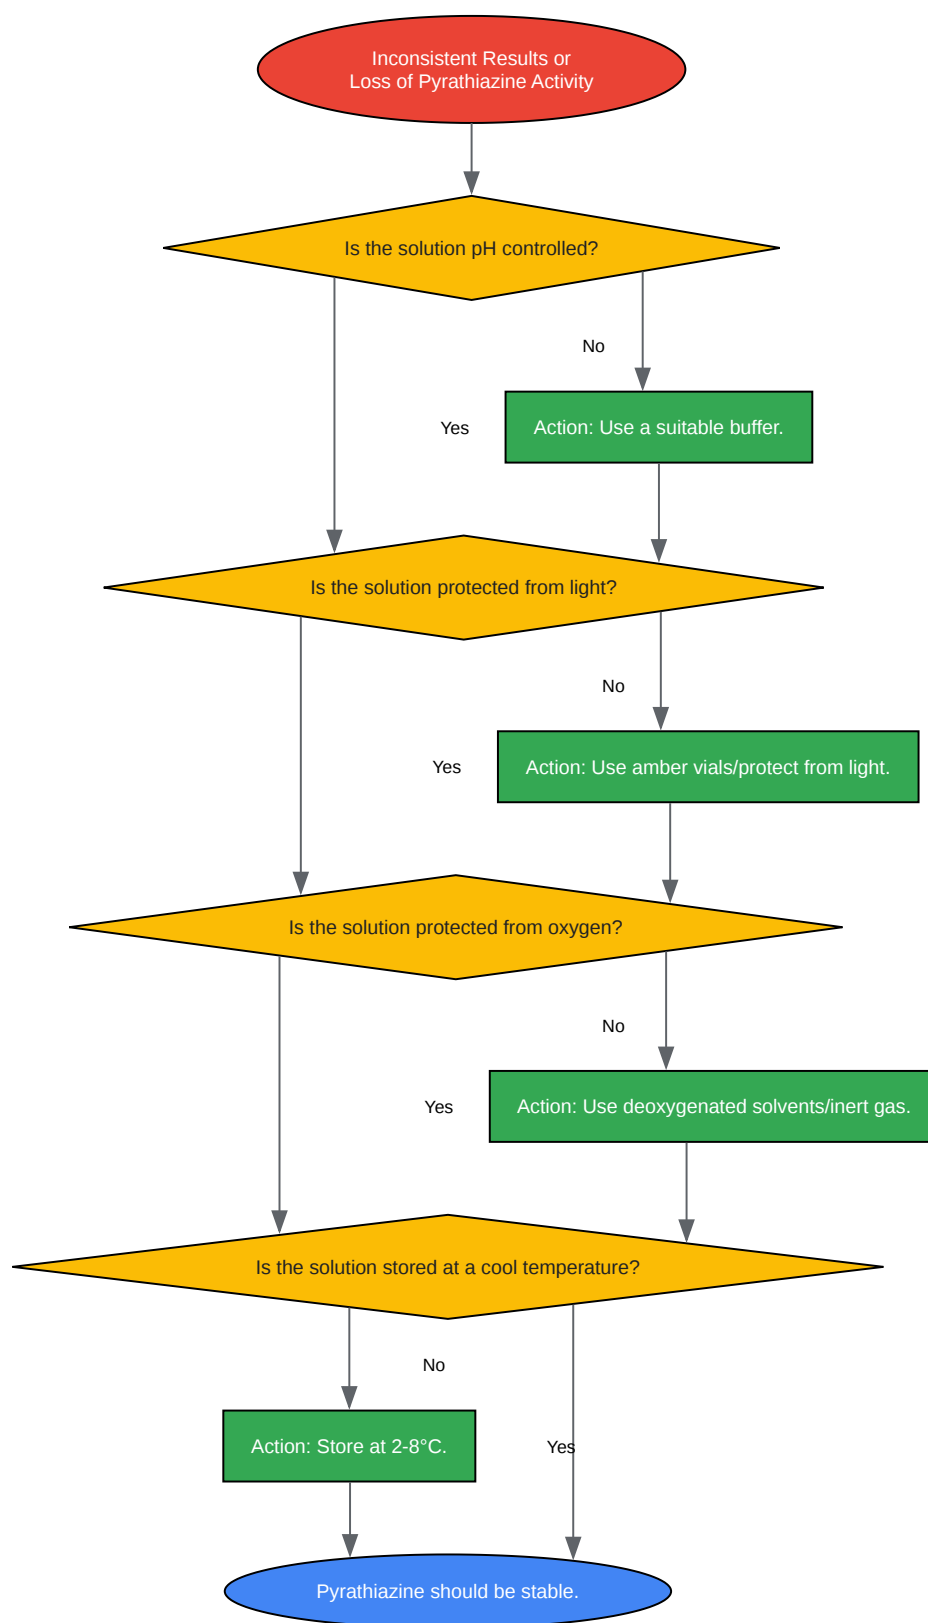 Inconsistent Results or
Loss of Pyrathiazine Activity
Is the solution pH controlled?
No
Yes
Action: Use a suitable buffer.
Is the solution protected from light?
No
Yes
Action: Use amber vials/protect from light.
Is the solution protected from oxygen?
No
Yes
Action: Use deoxygenated solvents/inert gas.
Is the solution stored at a cool temperature?
No
Action: Store at 2-8°C.
Yes
Pyrathiazine should be stable.